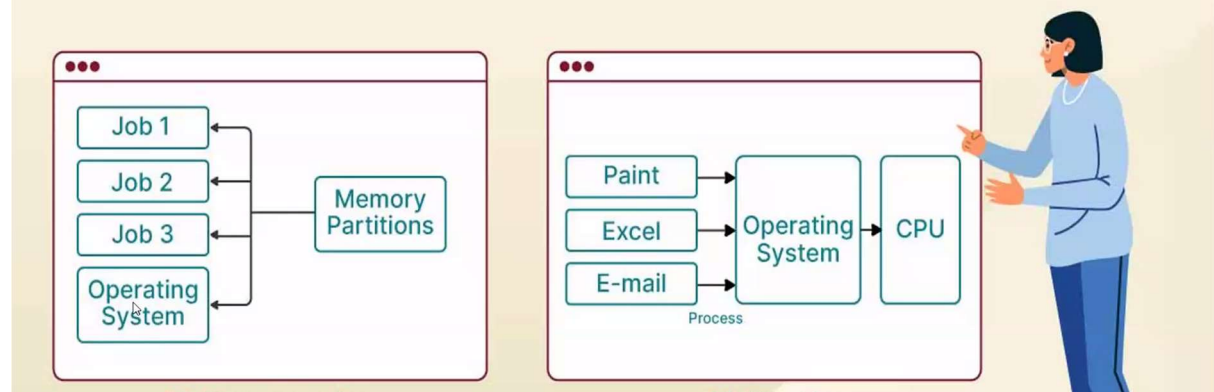 Job 1
Job 2
Job 3
Operating
System
Memory
Partitions
Paint
Excel
E-mail
Process
Operating
System
CPU